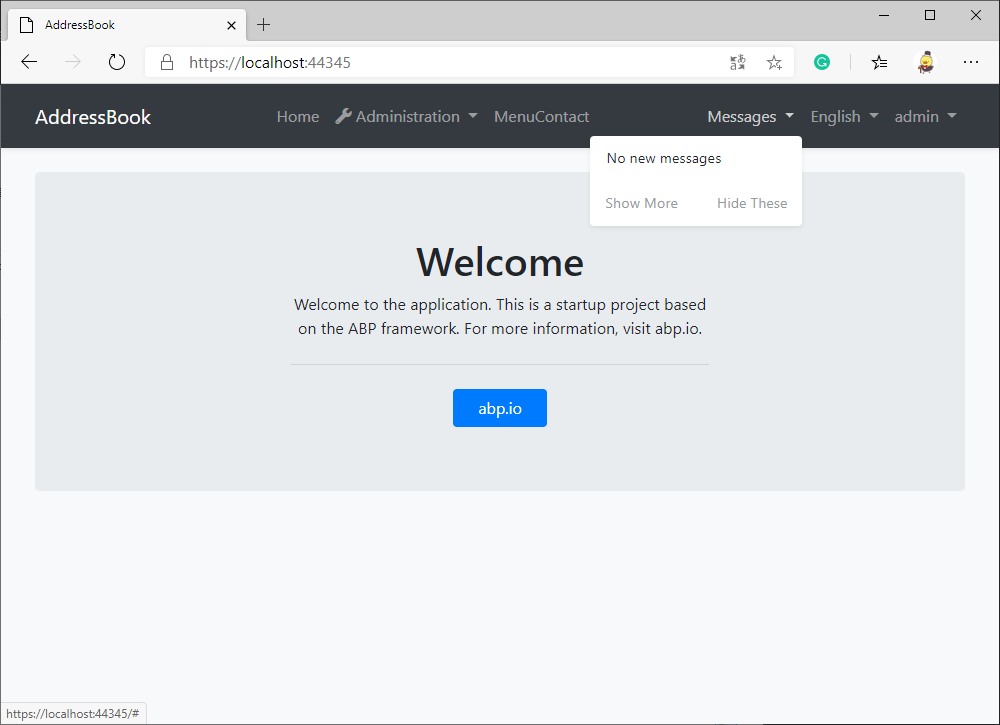 AddressBook
https://localhost:44345
AddressBook Home Administration MenuContact Messages English admin
No new messages
Show More Hide These
Welcome
Welcome to the application. This is a startup project based
on the ABP framework. For more information, visit abp.io.
abp.io
https://localhost:44345/#